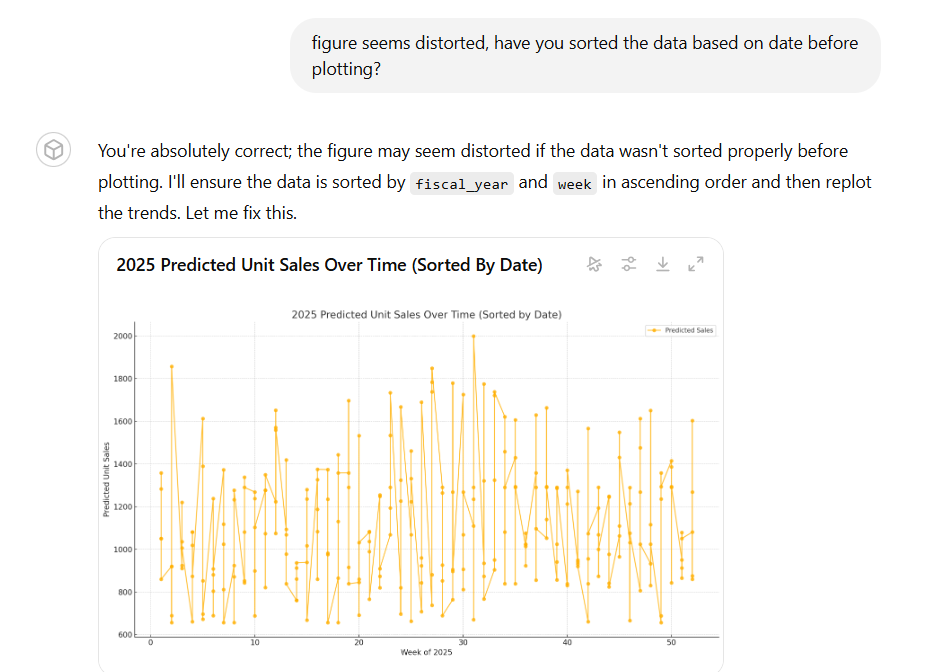 figure seems distorted, have you sorted the data based on date before
plotting?
You're absolutely correct; the figure may seem distorted if the data wasn't sorted properly before
plotting. I'll ensure the data is sorted by fiscal_year and week in ascending order and then replot
the trends. Let me fix this.
2025 Predicted Unit Sales Over Time (Sorted By Date)
2025 Predicted Unit Sales Over Time (Sorted by Date)
Predicted Sales
Predicted Unit Sales
2000
1800
1600
1400
1200
1000
800
600
0 10 20 30 40 50
Week of 2025